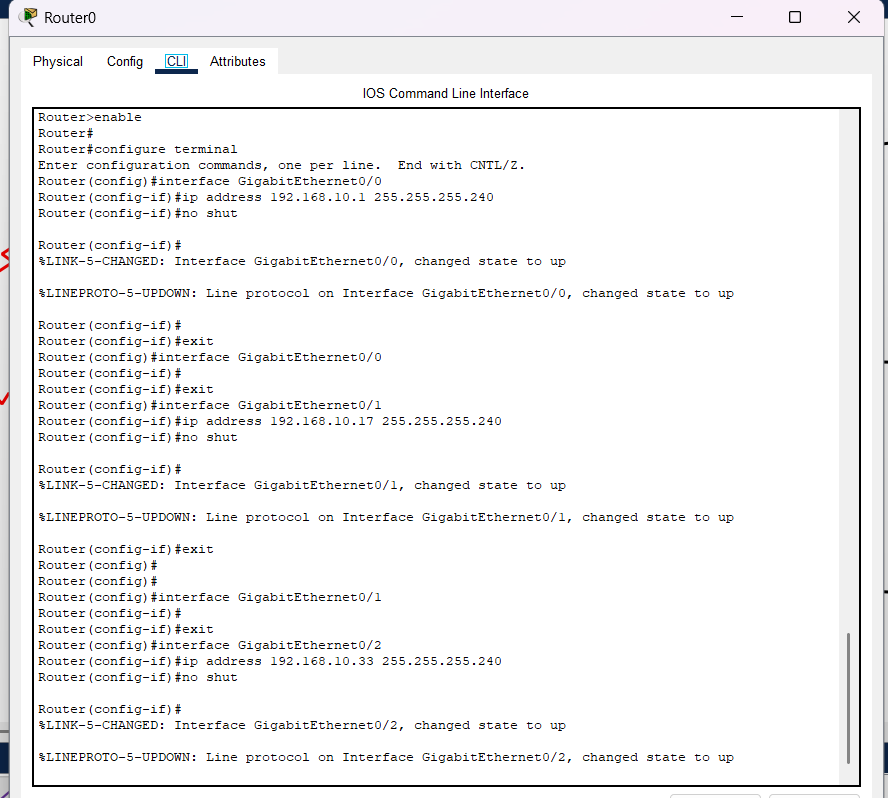 Router0
Physical Config CLI Attributes
IOS Command Line Interface
Router>enable
Router#
Router#configure terminal
Enter configuration commands, one per line.  End with CNTL/Z.
Router(config)#interface GigabitEthernet0/0
Router(config-if)#ip address 192.168.10.1 255.255.255.240
Router(config-if)#no shut
Router(config-if)#
%LINK-5-CHANGED: Interface GigabitEthernet0/0, changed state to up
%LINEPROTO-5-UPDOWN: Line protocol on Interface GigabitEthernet0/0, changed state to up
Router(config-if)#
Router(config-if)#exit
Router(config)#interface GigabitEthernet0/0
Router(config-if)#
Router(config-if)#exit
Router(config)#interface GigabitEthernet0/1
Router(config-if)#ip address 192.168.10.17 255.255.255.240
Router(config-if)#no shut
Router(config-if)#
%LINK-5-CHANGED: Interface GigabitEthernet0/1, changed state to up
%LINEPROTO-5-UPDOWN: Line protocol on Interface GigabitEthernet0/1, changed state to up
Router(config-if)#exit
Router(config)#
Router(config)#
Router(config)#interface GigabitEthernet0/1
Router(config-if)#
Router(config-if)#exit
Router(config)#interface GigabitEthernet0/2
Router(config-if)#ip address 192.168.10.33 255.255.255.240
Router(config-if)#no shut
Router(config-if)#
%LINK-5-CHANGED: Interface GigabitEthernet0/2, changed state to up
%LINEPROTO-5-UPDOWN: Line protocol on Interface GigabitEthernet0/2, changed state to up